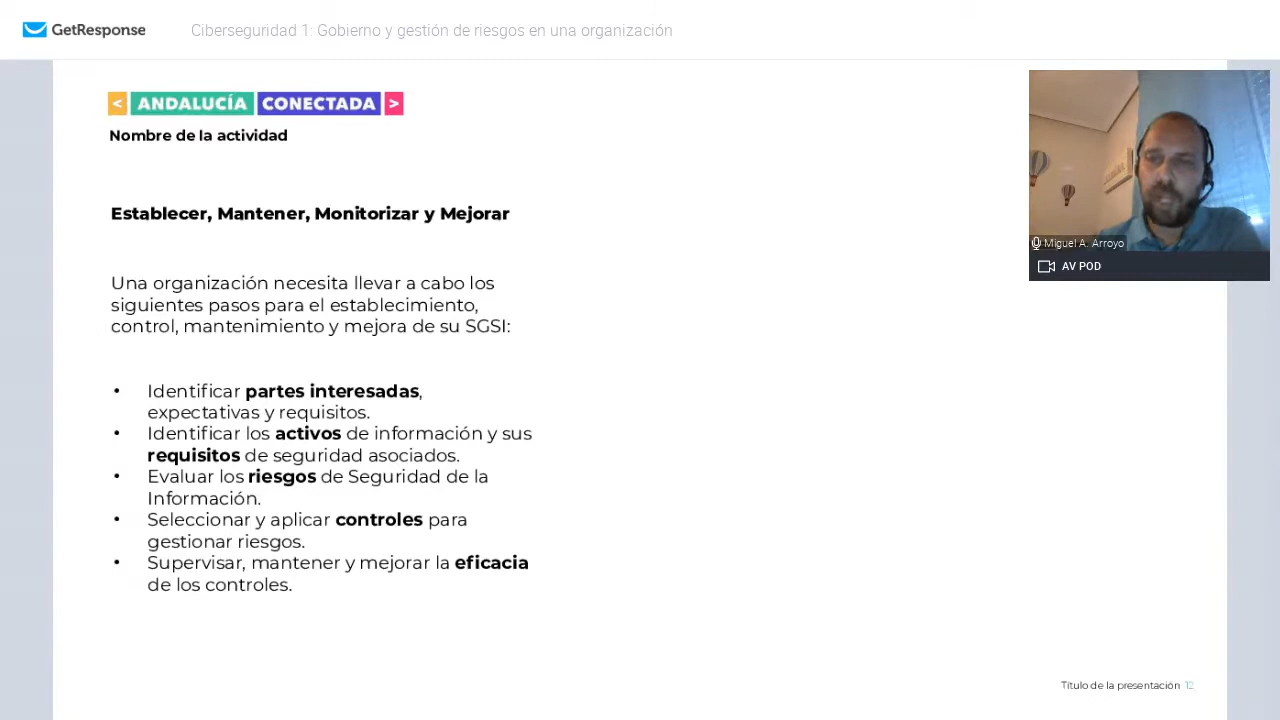 GetResponse
Ciberseguridad 1: Gobierno y gestión de riesgos en una organización
< ANDALUCÍA CONECTADA >
Nombre de la actividad
Establecer, Mantener, Monitorizar y Mejorar
Una organización necesita llevar a cabo los
siguientes pasos para el establecimiento,
control, mantenimiento y mejora de su SGSI:
• Identificar partes interesadas,
expectativas y requisitos.
• Identificar los activos de información y sus
requisitos de seguridad asociados.
• Evaluar los riesgos de Seguridad de la
Información.
• Seleccionar y aplicar controles para
gestionar riesgos.
• Supervisar, mantener y mejorar la eficacia
de los controles.
Miguel A. Arroyo
AV POD
Título de la presentación 12